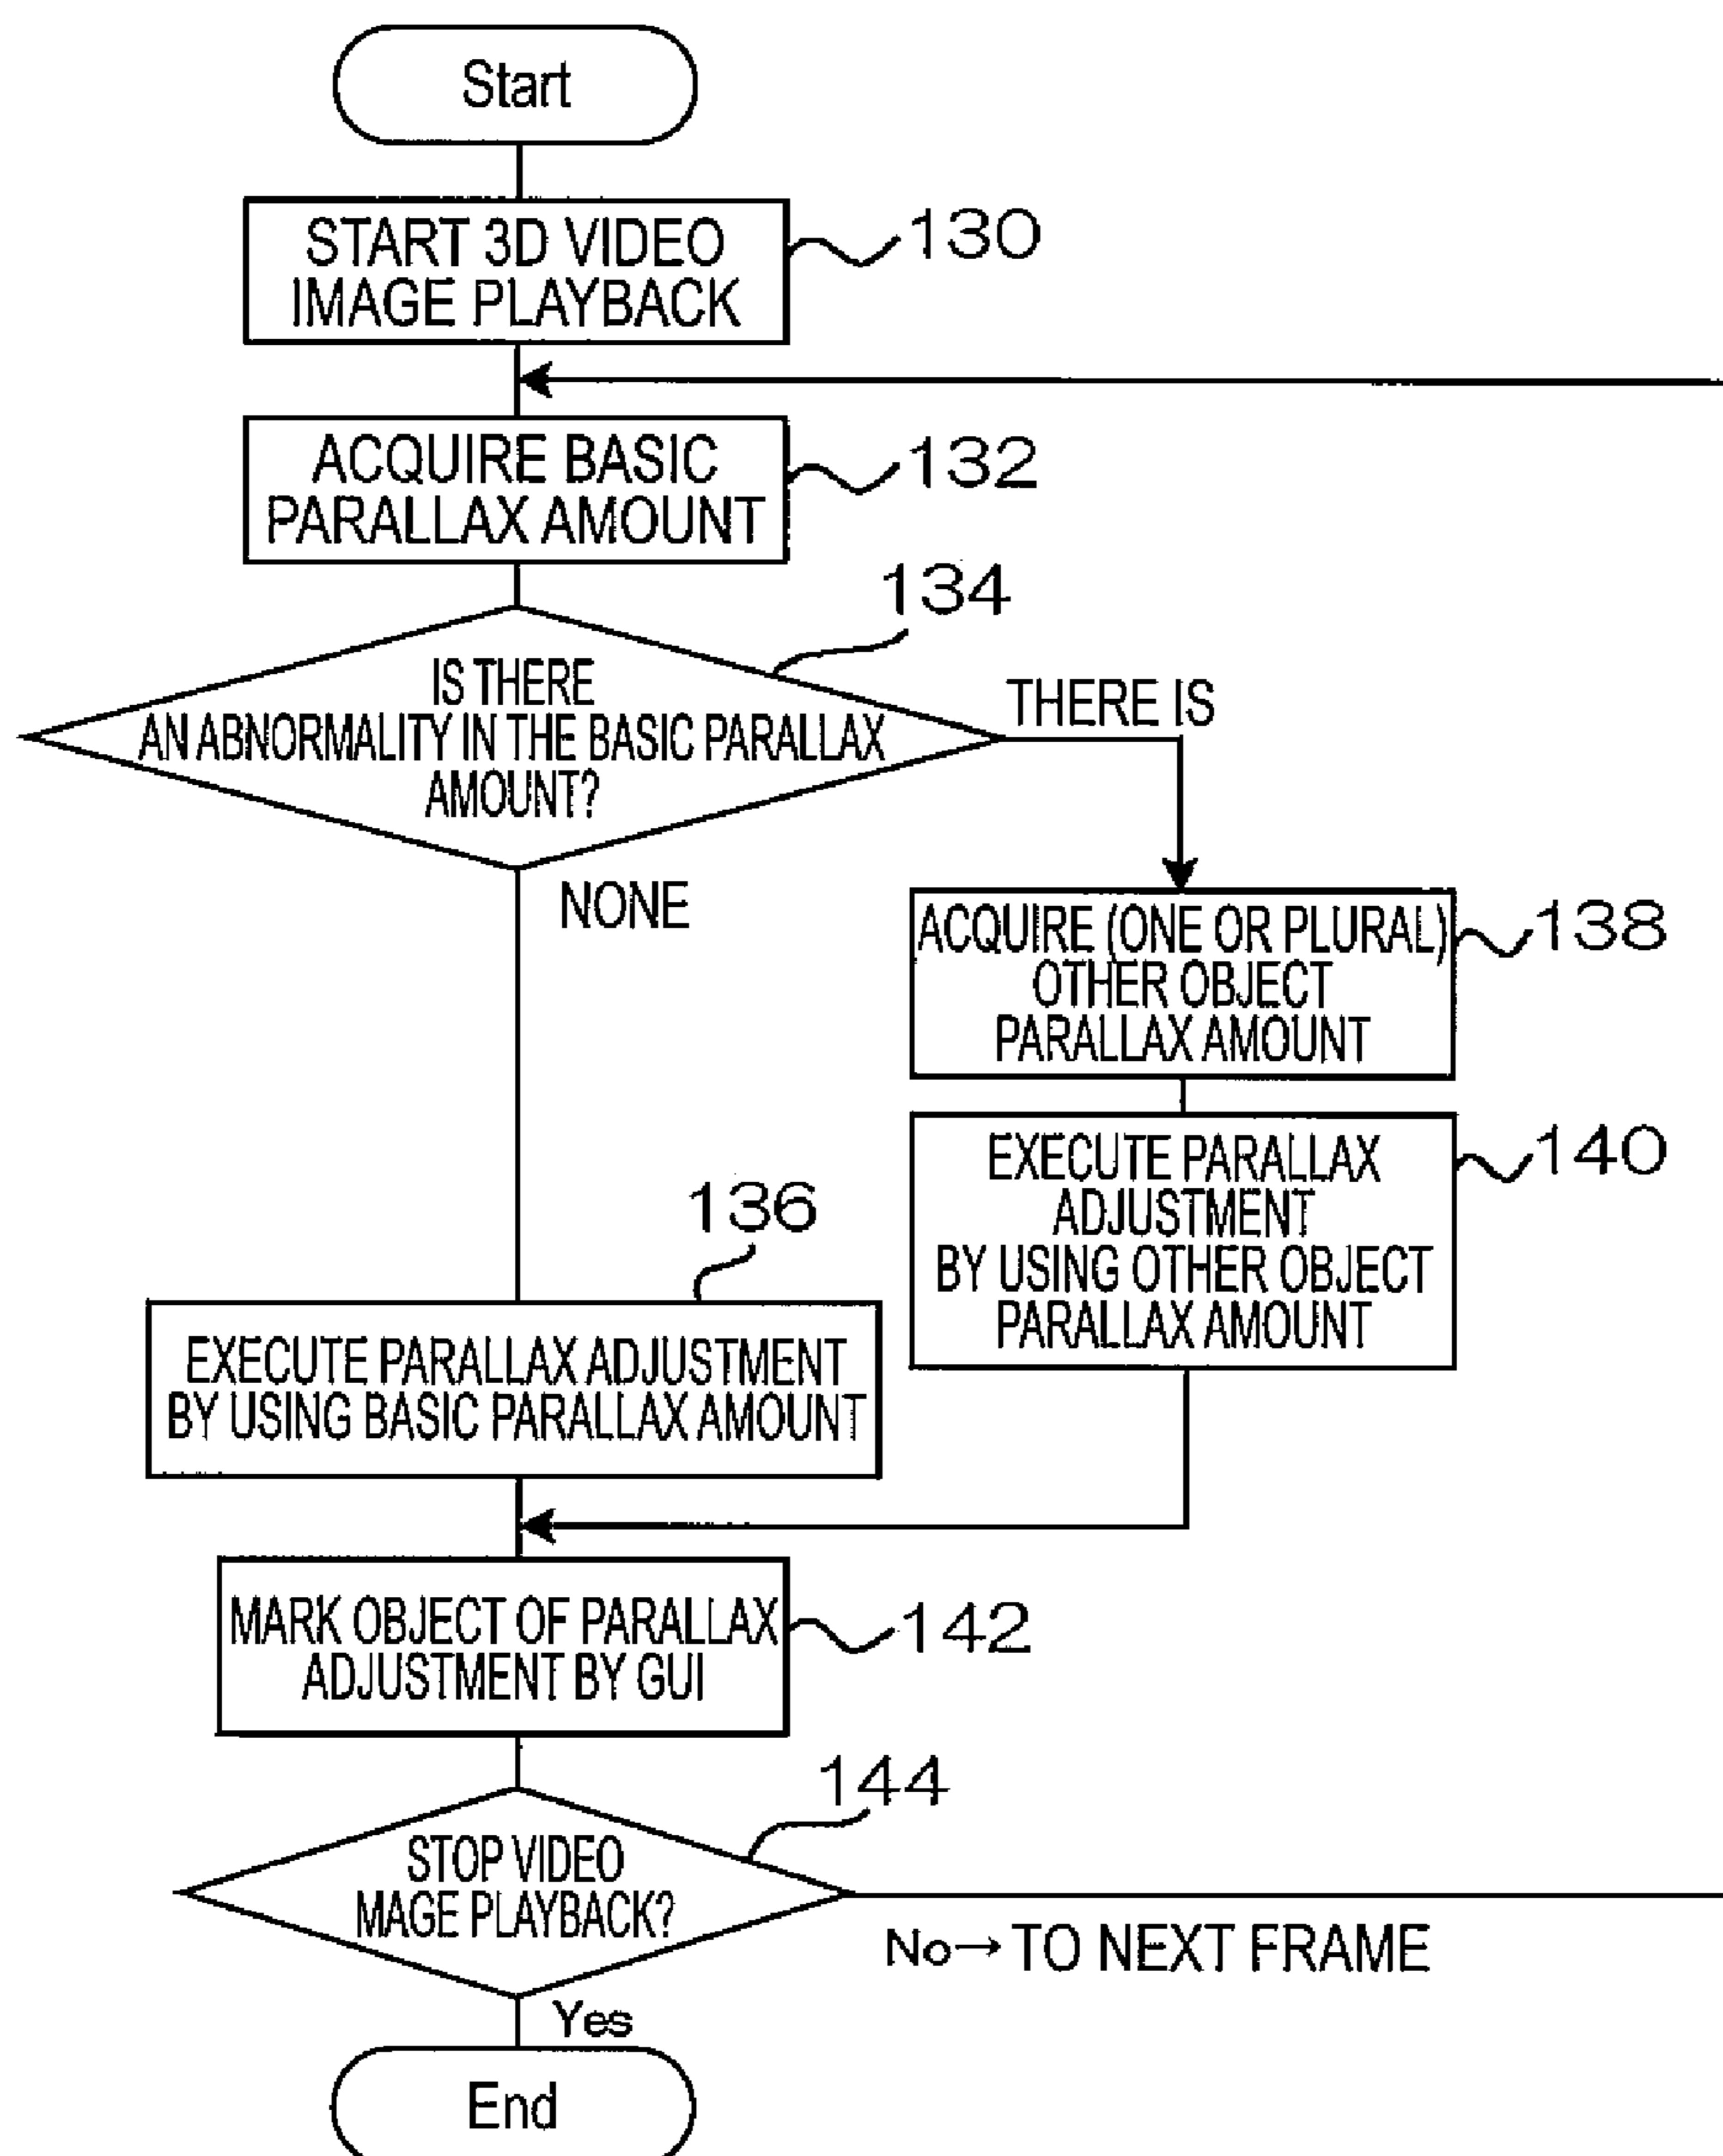 Start
START 3D VIDEO
IMAGE PLAYBACK
130
ACQUIRE BASIC
PARALLAX AMOUNT
132
134
IS THERE
AN ABNORMALITY IN THE BASIC PARALLAX
AMOUNT?
THERE IS
NONE
ACQUIRE (ONE OR PLURAL)
OTHER OBJECT
PARALLAX AMOUNT
138
EXECUTE PARALLAX
ADJUSTMENT
BY USING OTHER OBJECT
PARALLAX AMOUNT
140
136
EXECUTE PARALLAX ADJUSTMENT
BY USING BASIC PARALLAX AMOUNT
MARK OBJECT OF PARALLAX
ADJUSTMENT BY GUI
142
144
STOP VIDEO
MAGE PLAYBACK?
No→ TO NEXT FRAME
Yes
End